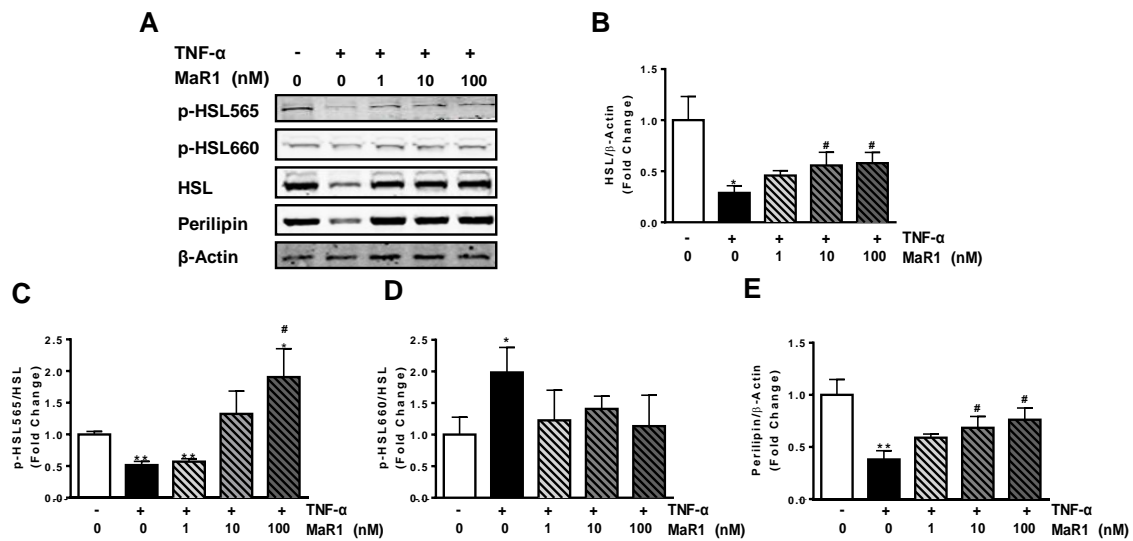 A
TNF-α - + + + +
MaR1 (nM) 0 0 1 10 100
p-HSL565
p-HSL660
HSL
Perilipin
β-Actin
B
HSL/β-Actin
(Fold Change)
1.5
1.0
0.5
0.0
*
#
#
- + + + + TNF-α
0 0 1 10 100 MaR1 (nM)
C
p-HSL565/HSL
(Fold Change)
2.5
2.0
1.5
1.0
0.5
0.0
**
**
#
*
- + + + + TNF-α
0 0 1 10 100 MaR1 (nM)
D
p-HSL660/HSL
(Fold Change)
2.5
2.0
1.5
1.0
0.5
0.0
*
- + + + + TNF-α
0 0 1 10 100 MaR1 (nM)
E
Perilipin/β-Actin
(Fold Change)
1.5
1.0
0.5
0.0
**
#
#
- + + + + TNF-α
0 0 1 10 100 MaR1 (nM)